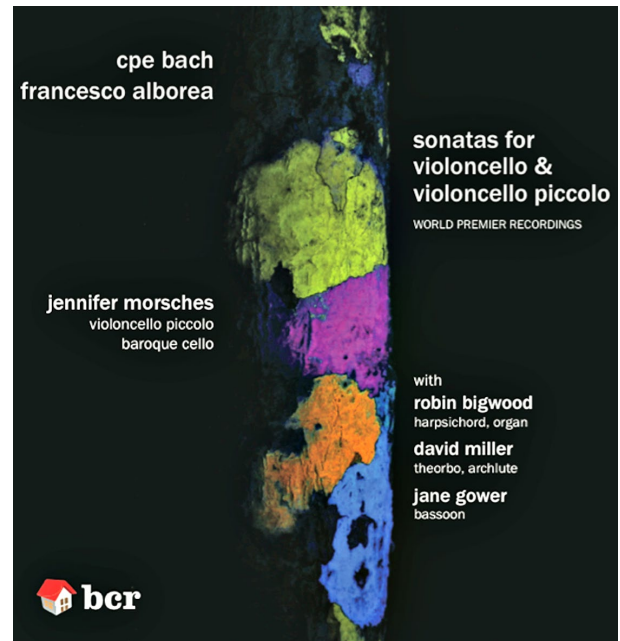 cpe bach
francesco alborea
sonatas for
violoncello &
violoncello piccolo
WORLD PREMIER RECORDINGS
jennifer morsches
violoncello piccolo
baroque cello
with
robin bigwood
harpsichord, organ
david miller
theorbo, archlute
jane gower
bassoon
bcr